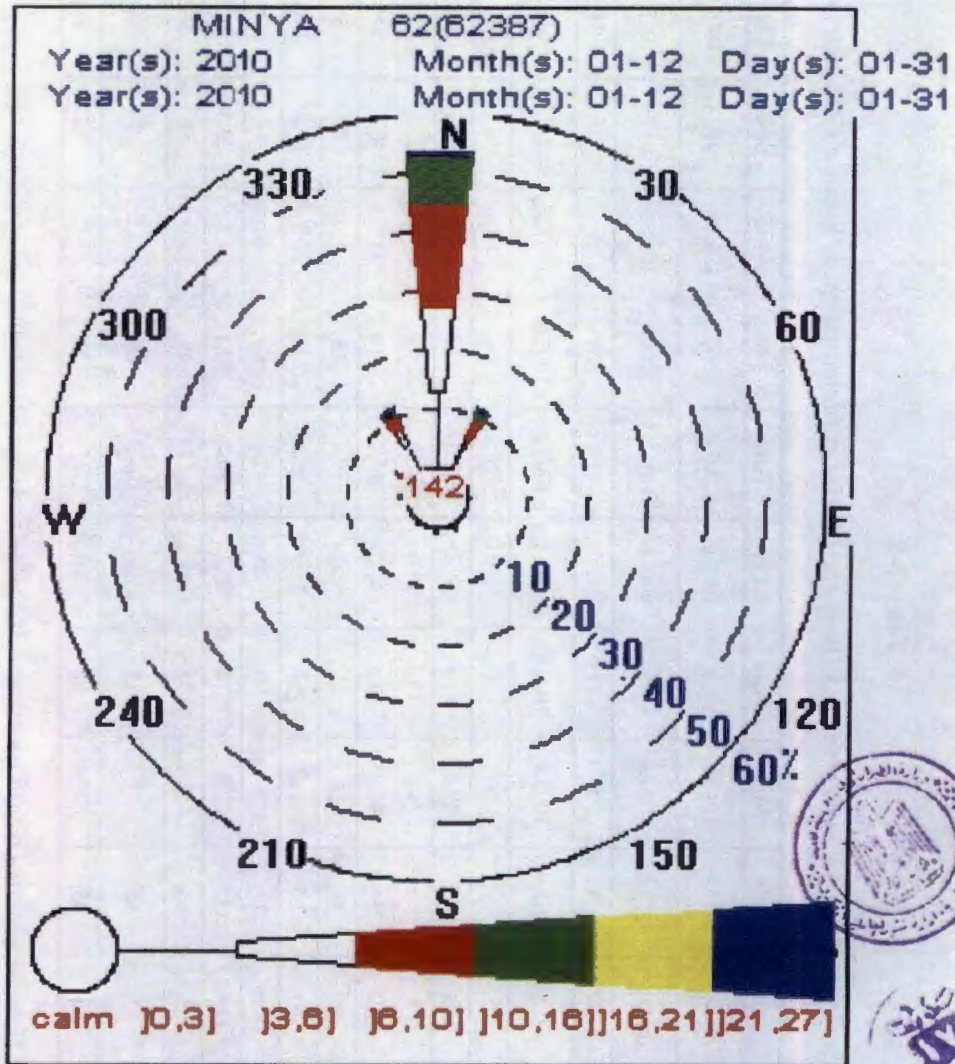 MINYA 62(62387)
Year(s): 2010 Month(s): 01-12 Day(s): 01-31
Year(s): 2010 Month(s): 01-12 Day(s): 01-31
N
330 30
300 60
142
W E
10
20
30
40
50
60%
240 120
210 150
S
calm ]0,3] ]3,6] ]6,10] ]10,16]]16,21]]21,27]